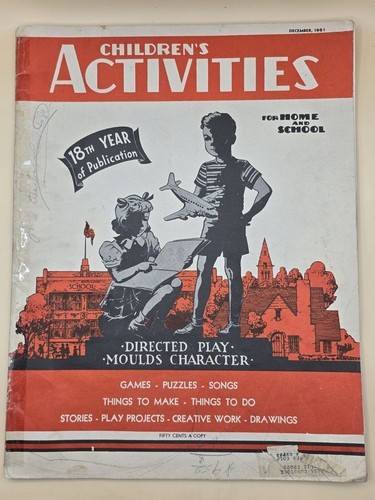 DECEMBER, 1951
CHILDREN'S
ACTIVITIES
FOR HOME
AND
SCHOOL
18TH YEAR
of Publication
SCHOOL
·DIRECTED PLAY·
·MOULDS CHARACTER·
GAMES - PUZZLES - SONGS
THINGS TO MAKE - THINGS TO DO
STORIES - PLAY PROJECTS - CREATIVE WORK - DRAWINGS
FIFTY CENTS A COPY